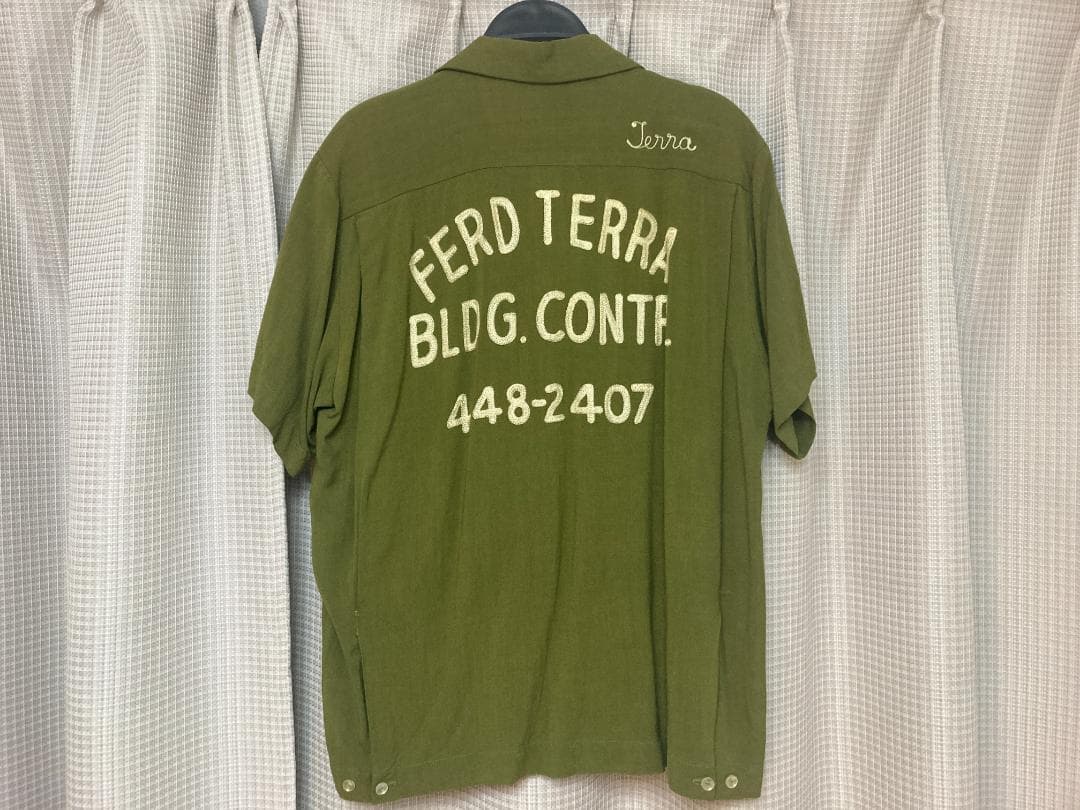 Terra
FERD TERRA
BLDG. CONTR.
448-2407